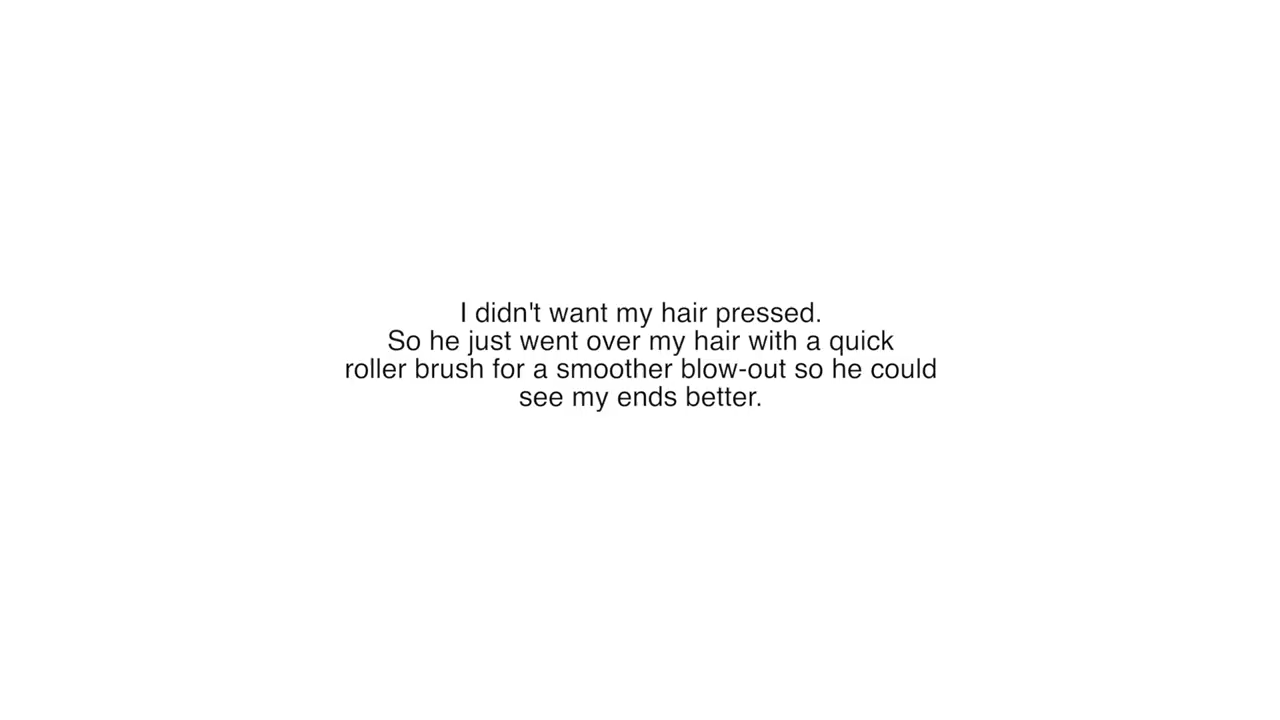 I didn't want my hair pressed.
So he just went over my hair with a quick
roller brush for a smoother blow-out so he could
see my ends better.